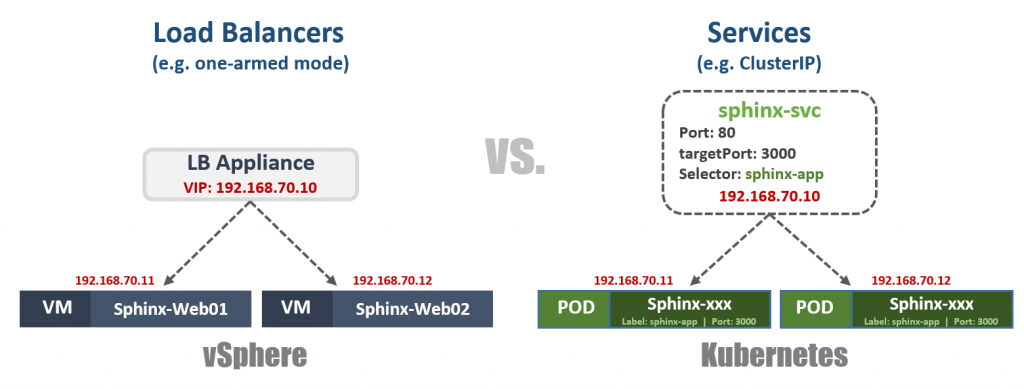 Load Balancers
(e.g. one-armed mode)
LB Appliance
VIP: 192.168.70.10
192.168.70.11
192.168.70.12
VM
Sphinx-Web01
VM
Sphinx-Web02
vSphere
VS.
Services
(e.g. ClusterIP)
sphinx-svc
Port: 80
targetPort: 3000
Selector: sphinx-app
192.168.70.10
192.168.70.11
192.168.70.12
POD
Sphinx-xxx
Label: sphinx-app | Port: 3000
POD
Sphinx-xxx
Label: sphinx-app | Port: 3000
Kubernetes